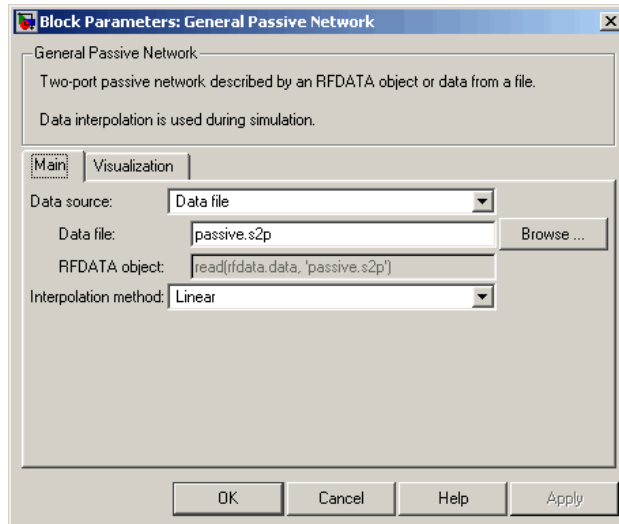 Block Parameters: General Passive Network
General Passive Network
Two-port passive network described by an RFDATA object or data from a file.
Data interpolation is used during simulation.
Main Visualization
Data source: Data file
Data file: passive.s2p Browse ...
RFDATA object: read(rfdata.data, 'passive.s2p')
Interpolation method: Linear
OK Cancel Help Apply